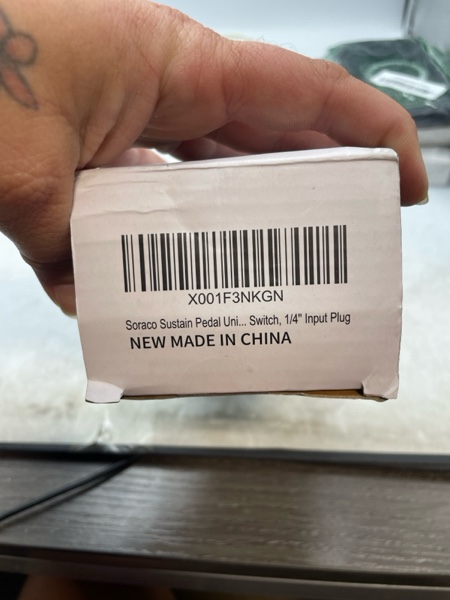 X001F3NKGN
Soraco Sustain Pedal Uni... Switch, 1/4" Input Plug
NEW MADE IN CHINA